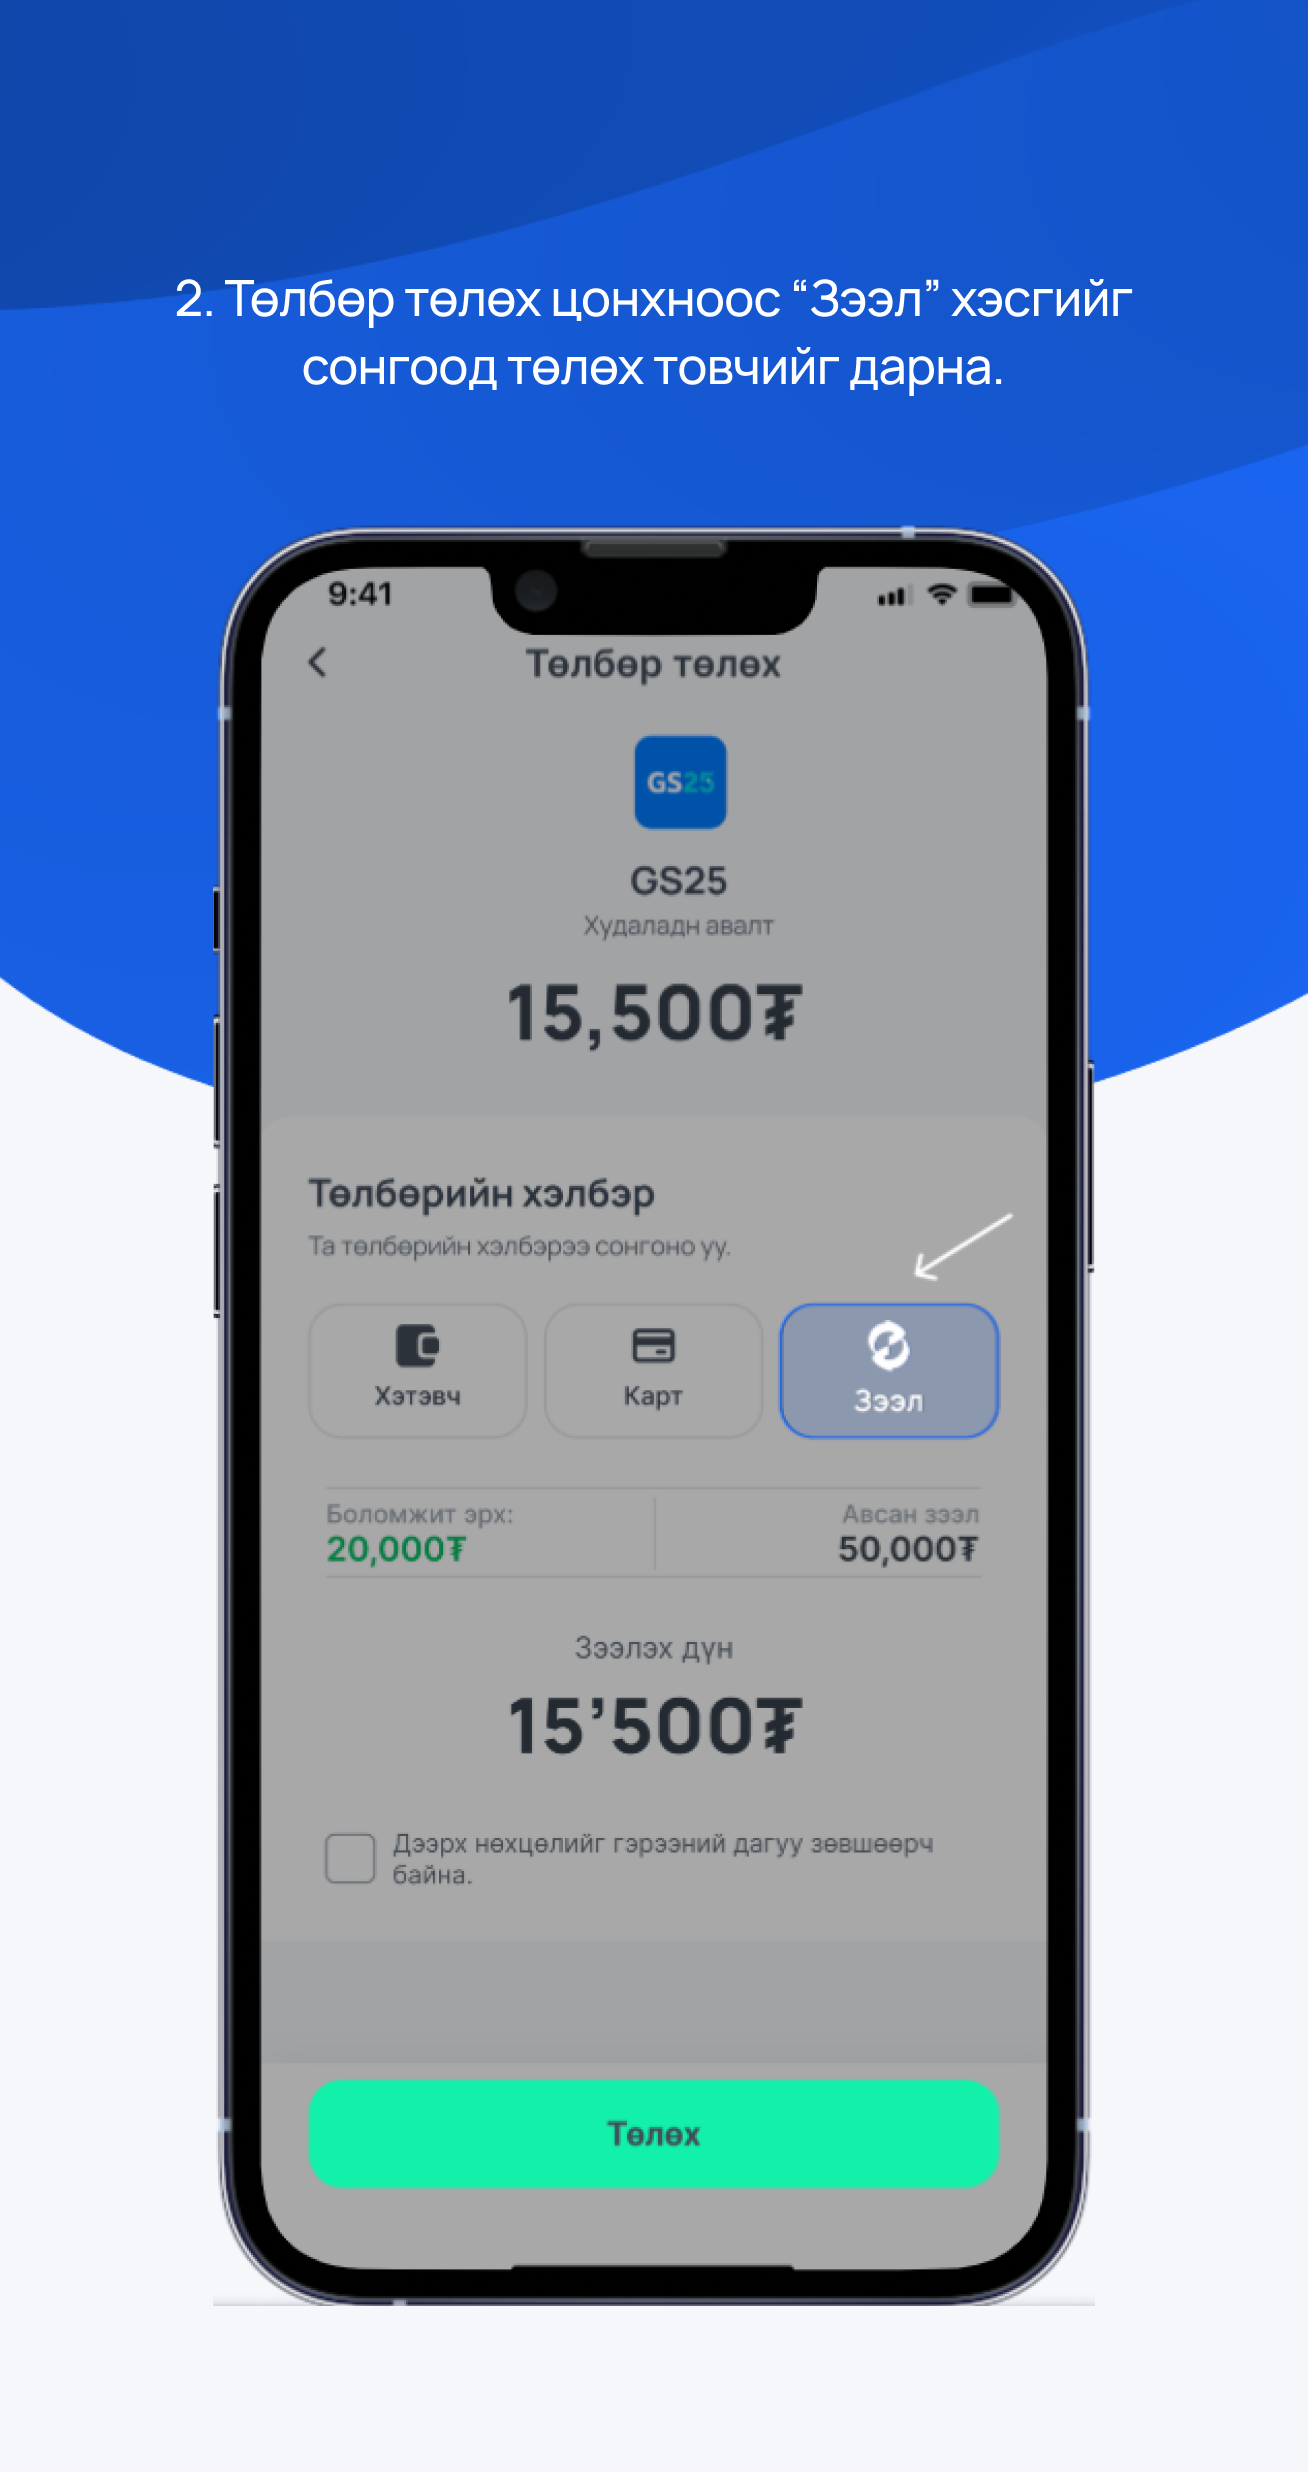 2. Төлбөр төлөх цонхноос “Зээл” хэсгийг
сонгоод төлөх товчийг дарна.
9:41
Төлбөр төлөх
GS25
GS25
Худаладн авалт
15,500₮
Төлбөрийн хэлбэр
Та төлбөрийн хэлбэрээ сонгоно уу.
Хэтэвч
Карт
Зээл
Боломжит эрх:
20,000₮
Авсан зээл
50,000₮
Зээлэх дүн
15’500₮
Дээрх нөхцөлийг гэрээний дагуу зөвшөөрч
байна.
Төлөх